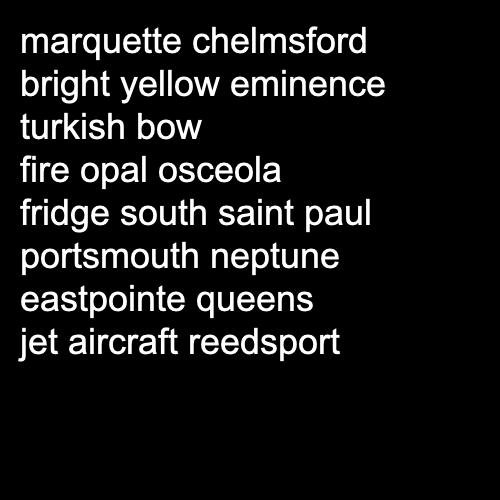 marquette chelmsford
bright yellow eminence
turkish bow
fire opal osceola
fridge south saint paul
portsmouth neptune
eastpointe queens
jet aircraft reedsport